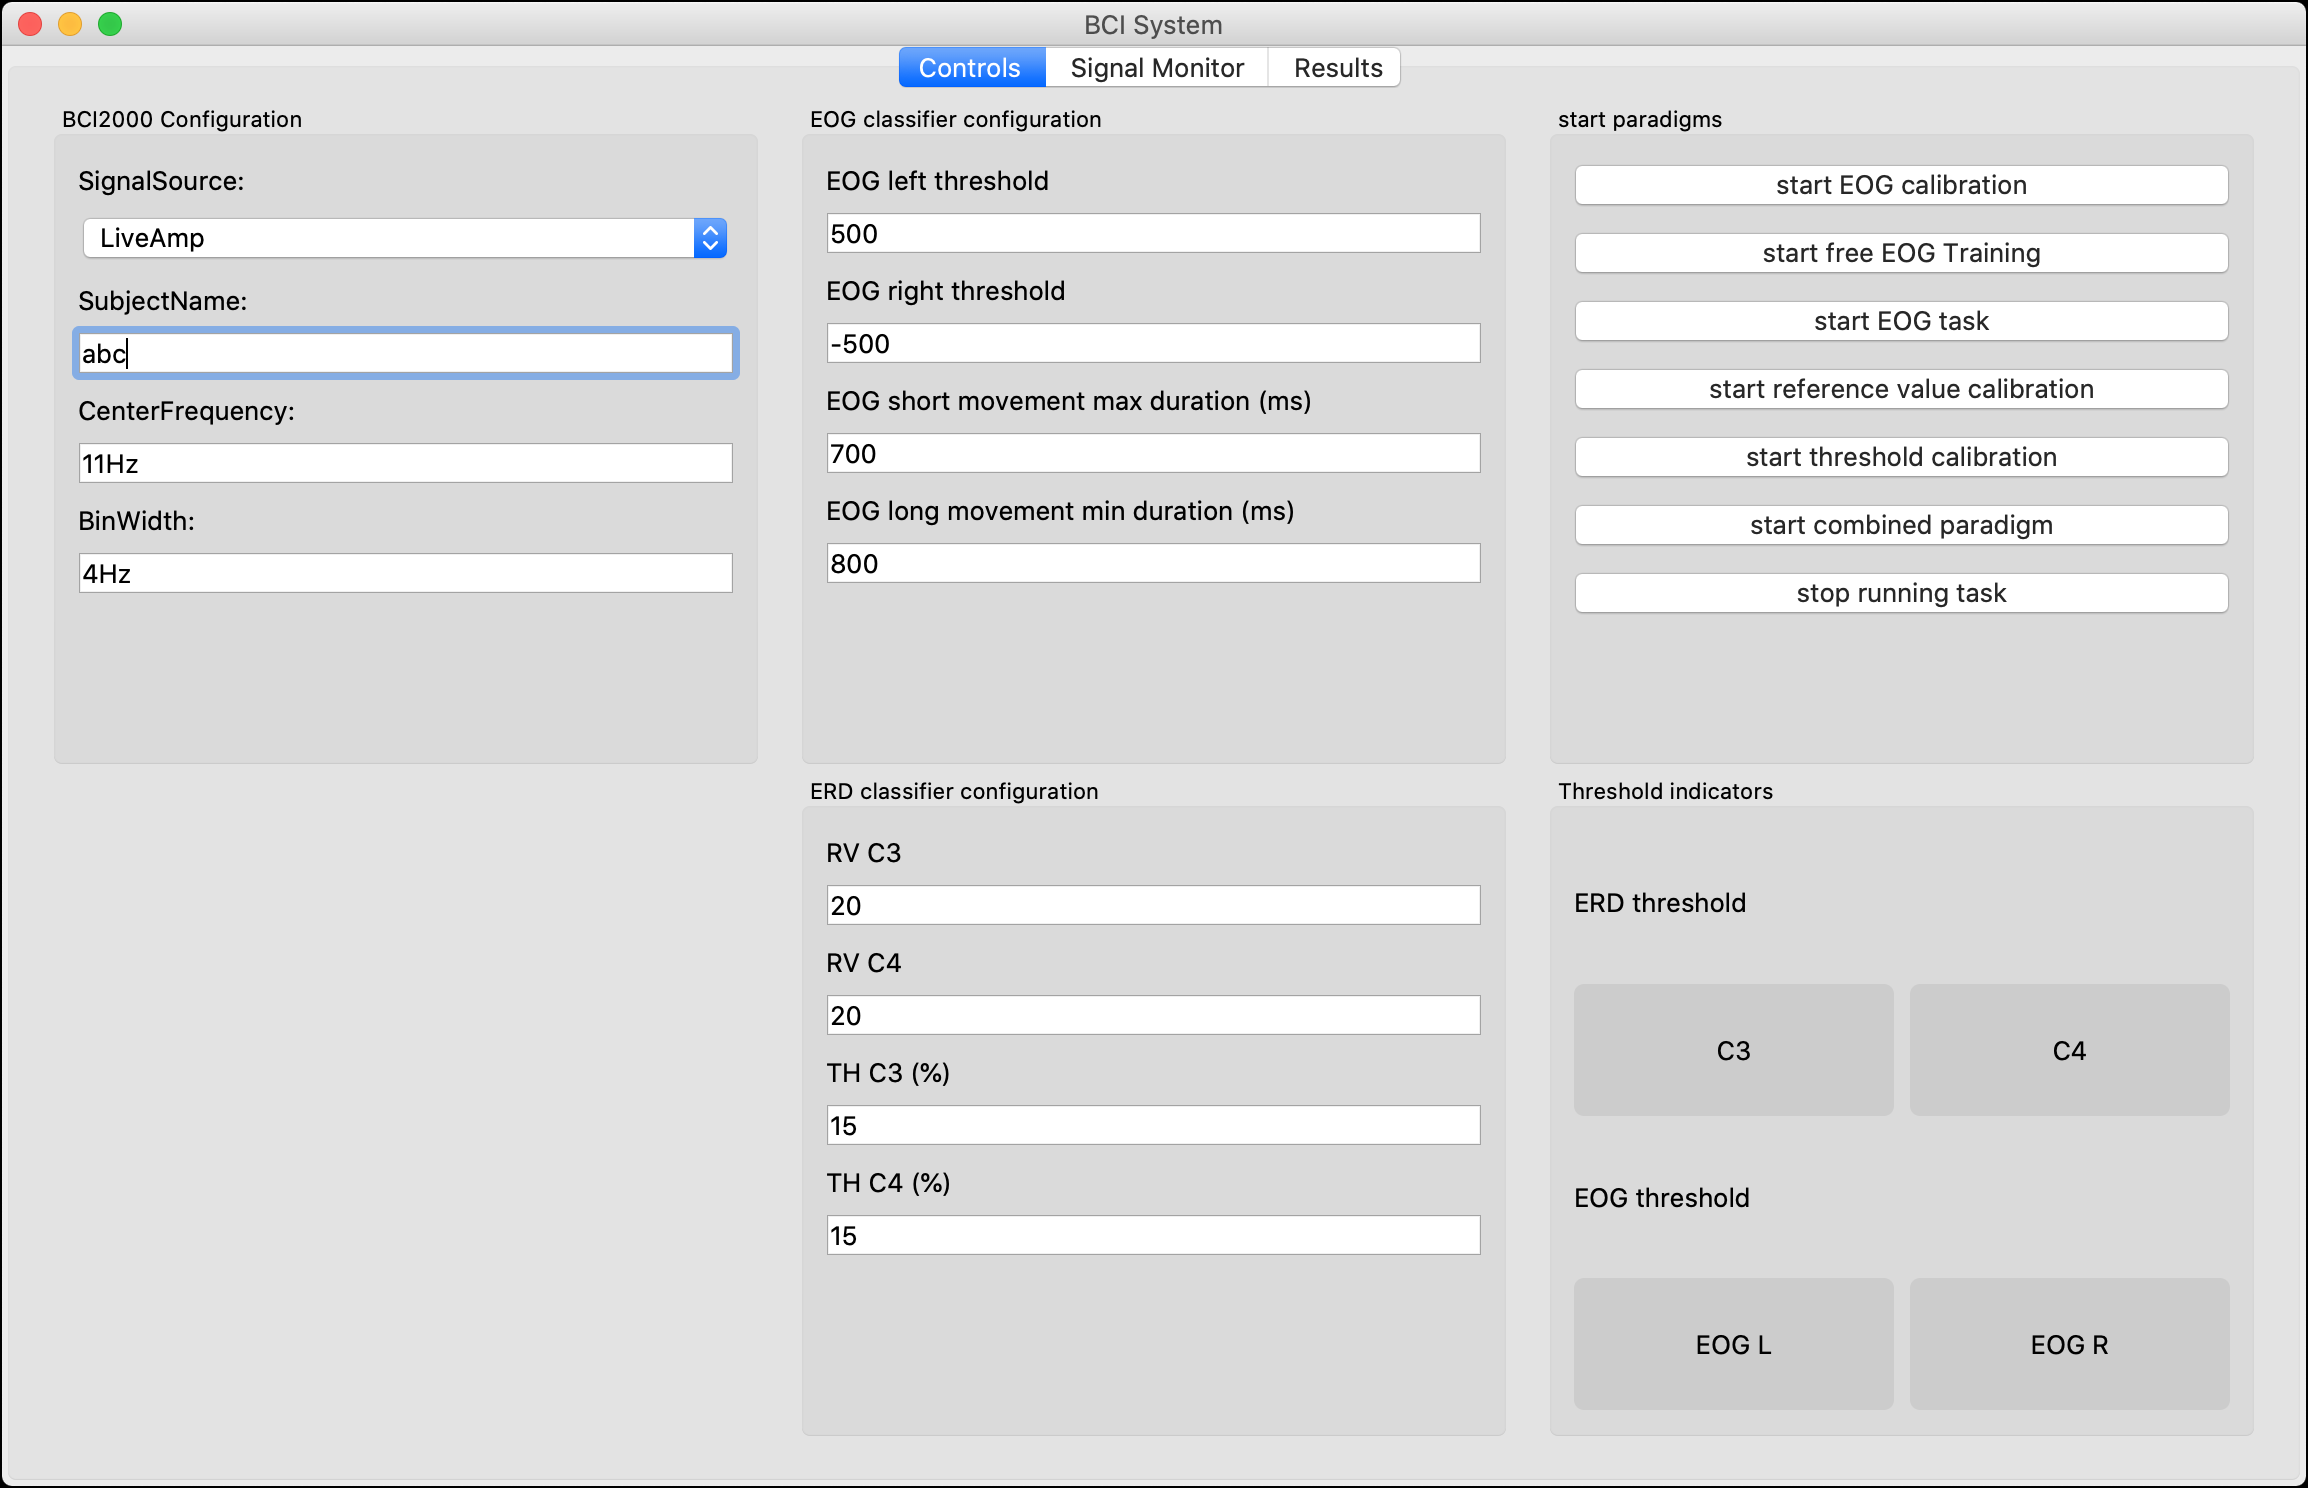 BCI System
Controls
Signal Monitor
Results
BCI2000 Configuration
SignalSource:
LiveAmp
SubjectName:
abc
CenterFrequency:
11Hz
BinWidth:
4Hz
EOG classifier configuration
EOG left threshold
500
EOG right threshold
-500
EOG short movement max duration (ms)
700
EOG long movement min duration (ms)
800
start paradigms
start EOG calibration
start free EOG Training
start EOG task
start reference value calibration
start threshold calibration
start combined paradigm
stop running task
ERD classifier configuration
RV C3
20
RV C4
20
TH C3 (%)
15
TH C4 (%)
15
Threshold indicators
ERD threshold
C3
C4
EOG threshold
EOG L
EOG R